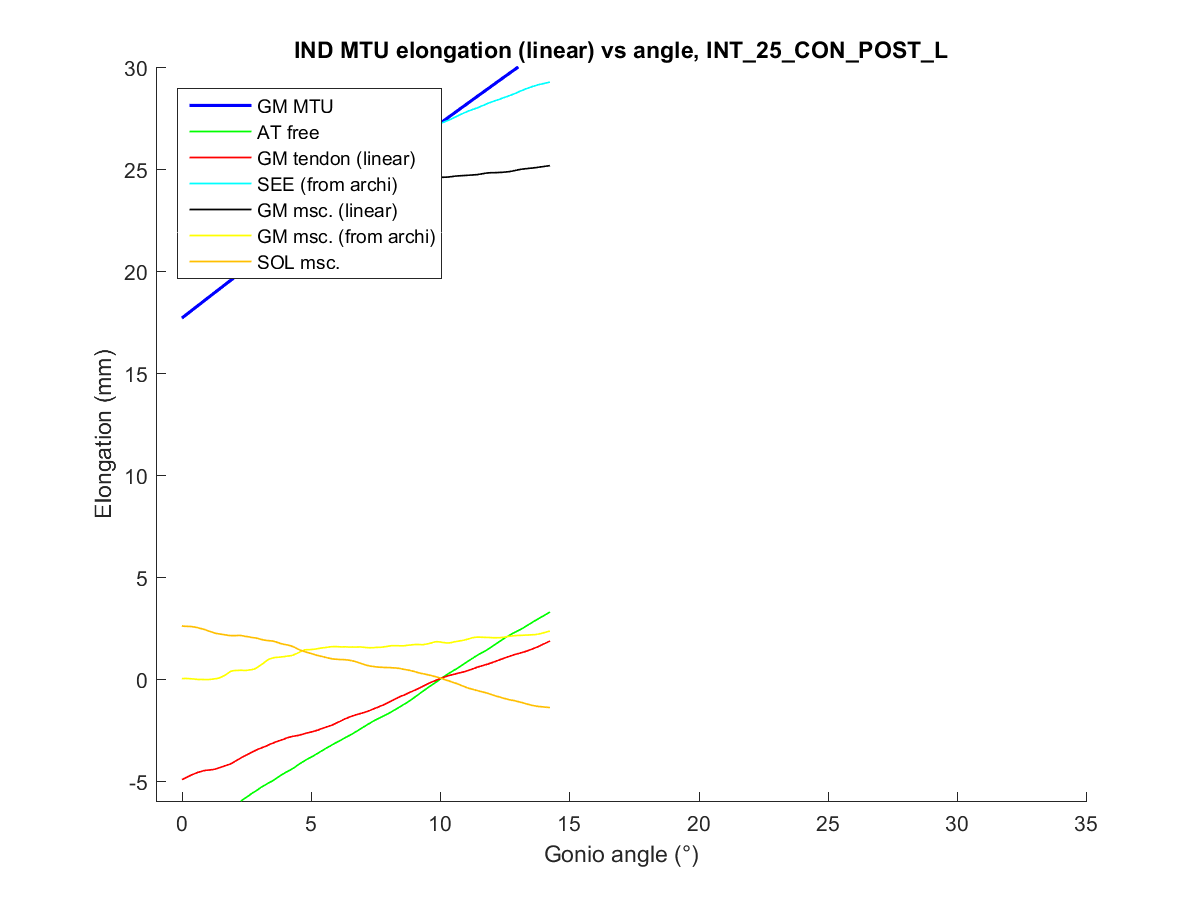 IND MTU elongation (linear) vs angle, INT_25_CON_POST_L
30
25
20
15
10
5
0
-5
Elongation (mm)
GM MTU
AT free
GM tendon (linear)
SEE (from archi)
GM msc. (linear)
GM msc. (from archi)
SOL msc.
0 5 10 15 20 25 30 35
Gonio angle (°)